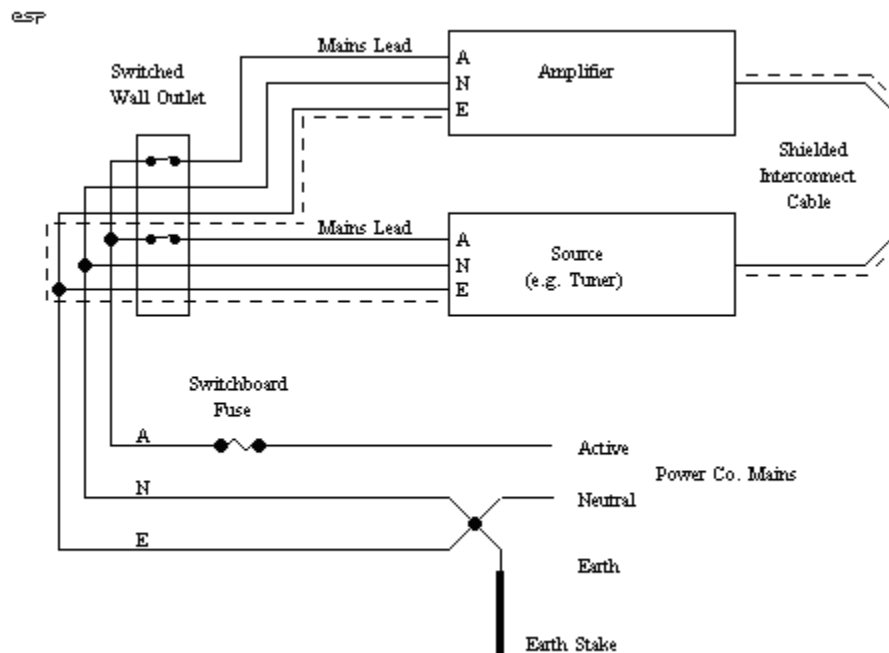 esp
Mains Lead
A
Amplifier
Switched
Wall Outlet
N
E
Shielded
Interconnect
Cable
Mains Lead
A
Source
N
(e.g. Tuner)
E
Switchboard
Fuse
A
Active
Power Co. Mains
N
Neutral
E
Earth
Earth Stake